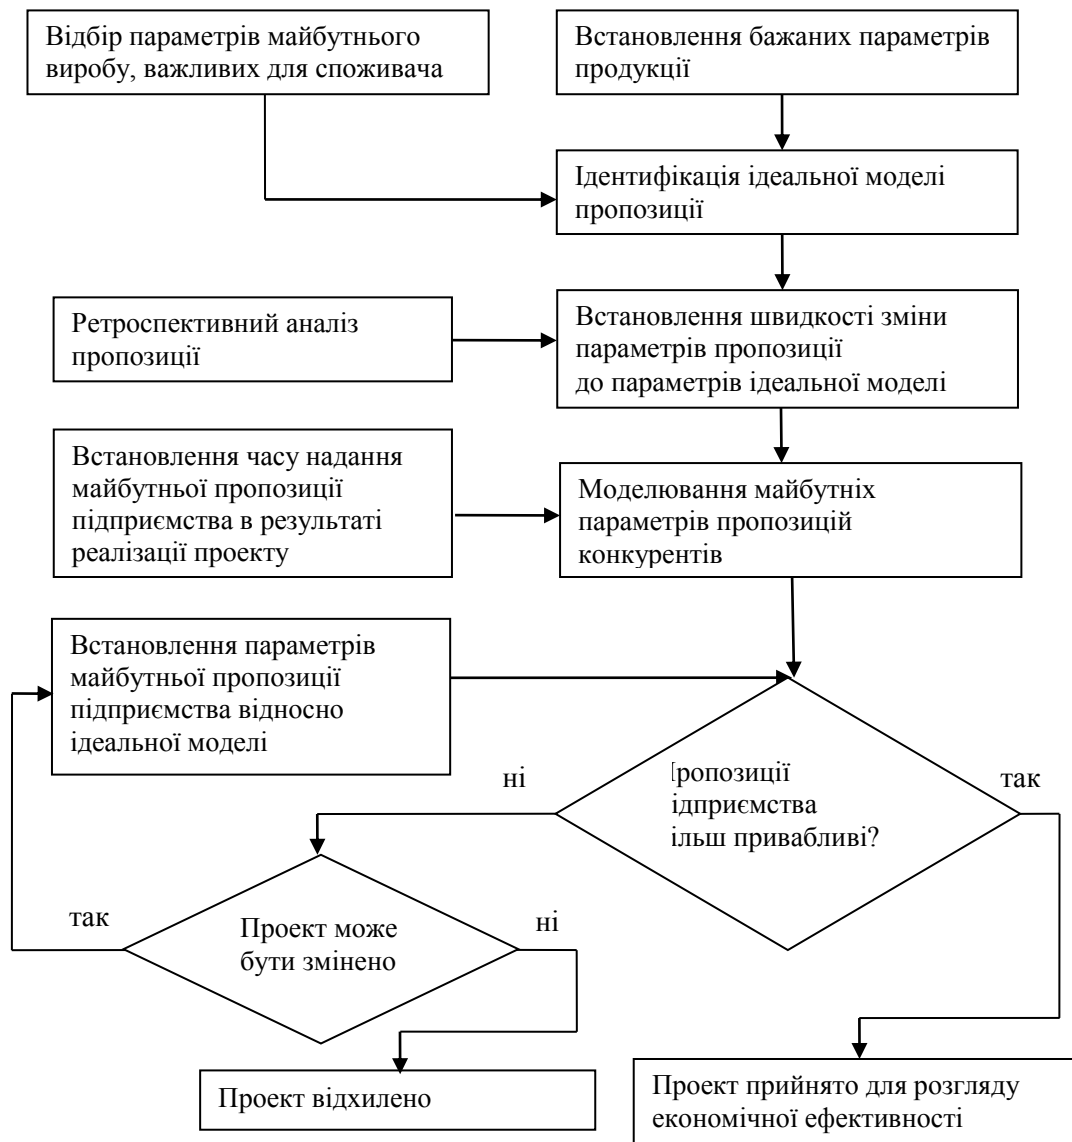 Відбір параметрів майбутнього
виробу, важливих для споживача
Встановлення бажаних параметрів
продукції
Ідентифікація ідеальної моделі
пропозиції
Ретроспективний аналіз
пропозиції
Встановлення швидкості зміни
параметрів пропозиції
до параметрів ідеальної моделі
Встановлення часу надання
майбутньої пропозиції
підприємства в результаті
реалізації проекту
Моделювання майбутніх
параметрів пропозицій
конкурентів
Встановлення параметрів
майбутньої пропозиції
підприємства відносно
ідеальної моделі
ні
так
ропозиції
ідприємства
ільш привабливі?
так
Проект може
бути змінено
ні
Проект відхилено
Проект прийнято для розгляду
економічної ефективності